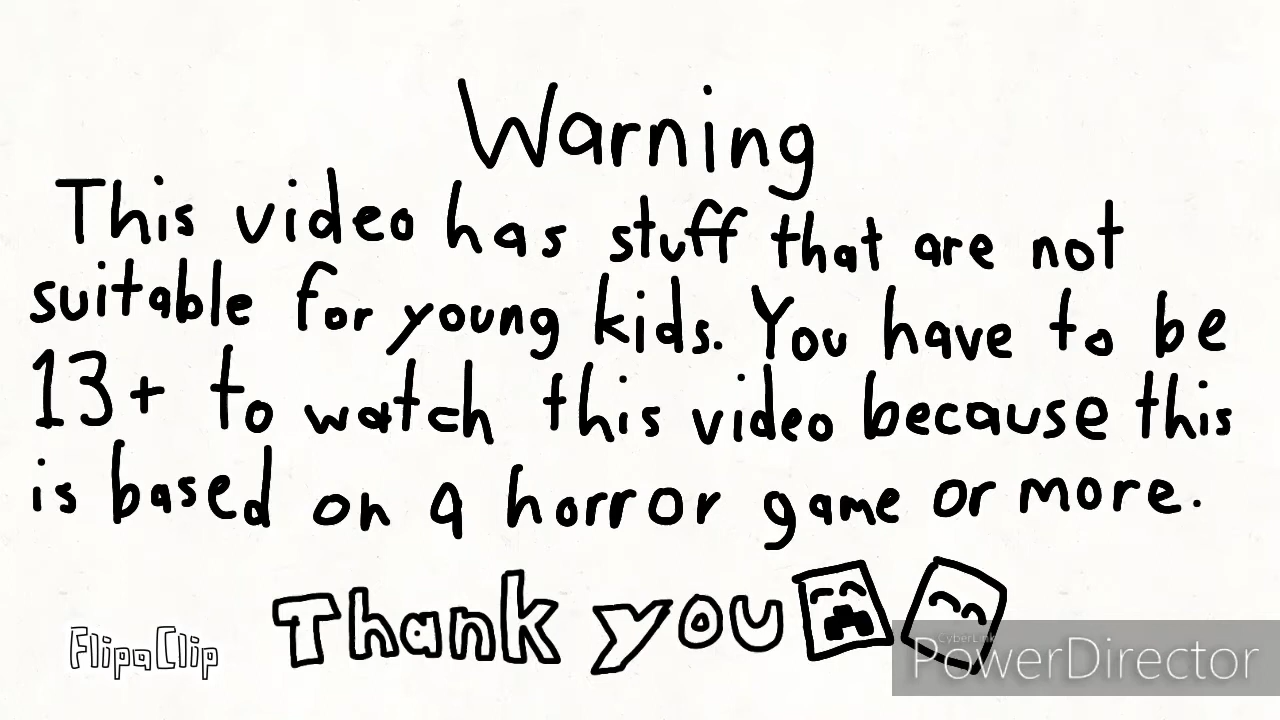 Warning
This video has stuff that are not
suitable for young kids. You have to be
13+ to watch this video because this
is based on a horror game or more.
Thank you
FlipaClip
CyberLink
PowerDirector